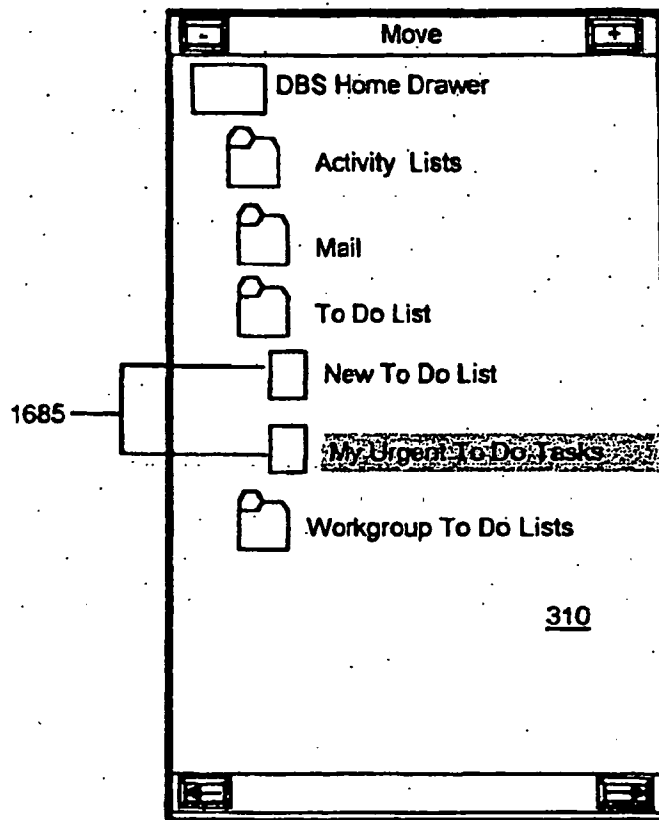 - Move +
DBS Home Drawer
Activity Lists
Mail
To Do List
New To Do List
1685
My Urgent To Do Tasks
Workgroup To Do Lists
310